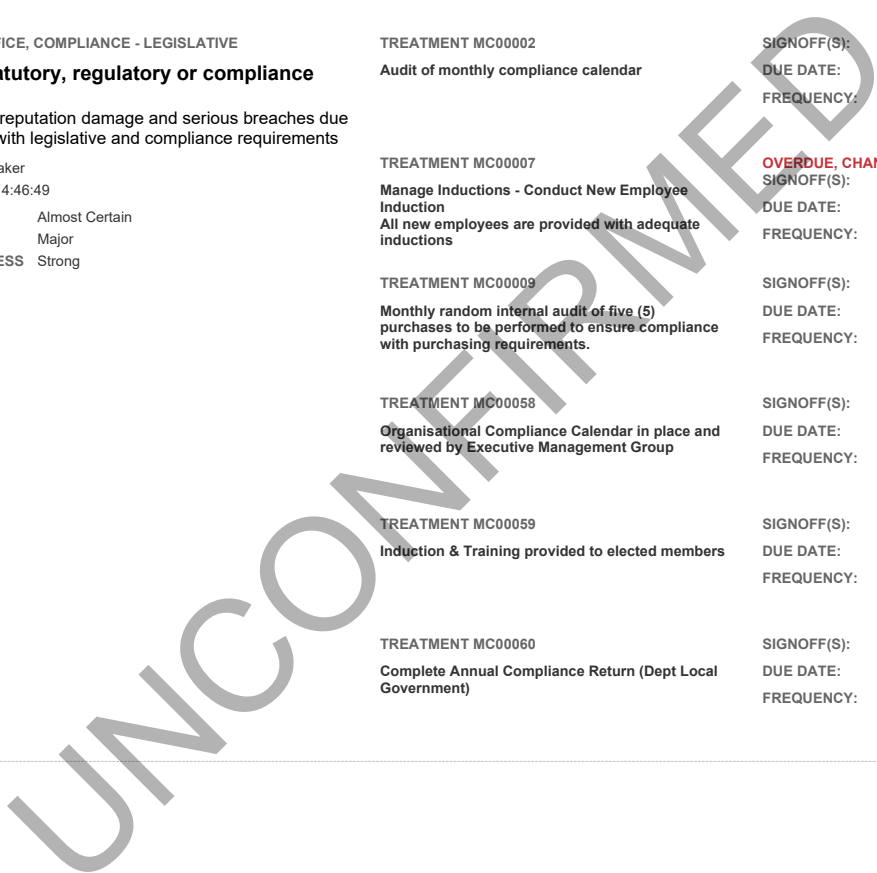 FICE, COMPLIANCE - LEGISLATIVE
atutory, regulatory or compliance
reputation damage and serious breaches due
with legislative and compliance requirements
aker
4:46:49
Almost Certain
Major
ESS Strong
TREATMENT MC00002
Audit of monthly compliance calendar
SIGNOFF(S):
DUE DATE:
FREQUENCY:
TREATMENT MC00007
Manage Inductions - Conduct New Employee
Induction
All new employees are provided with adequate
inductions
OVERDUE, CHAN
SIGNOFF(S):
DUE DATE:
FREQUENCY:
TREATMENT MC00009
Monthly random internal audit of five (5)
purchases to be performed to ensure compliance
with purchasing requirements.
SIGNOFF(S):
DUE DATE:
FREQUENCY:
TREATMENT MC00058
Organisational Compliance Calendar in place and
reviewed by Executive Management Group
SIGNOFF(S):
DUE DATE:
FREQUENCY:
TREATMENT MC00059
Induction & Training provided to elected members
SIGNOFF(S):
DUE DATE:
FREQUENCY:
TREATMENT MC00060
Complete Annual Compliance Return (Dept Local
Government)
SIGNOFF(S):
DUE DATE:
FREQUENCY:
UNCONFIRMED